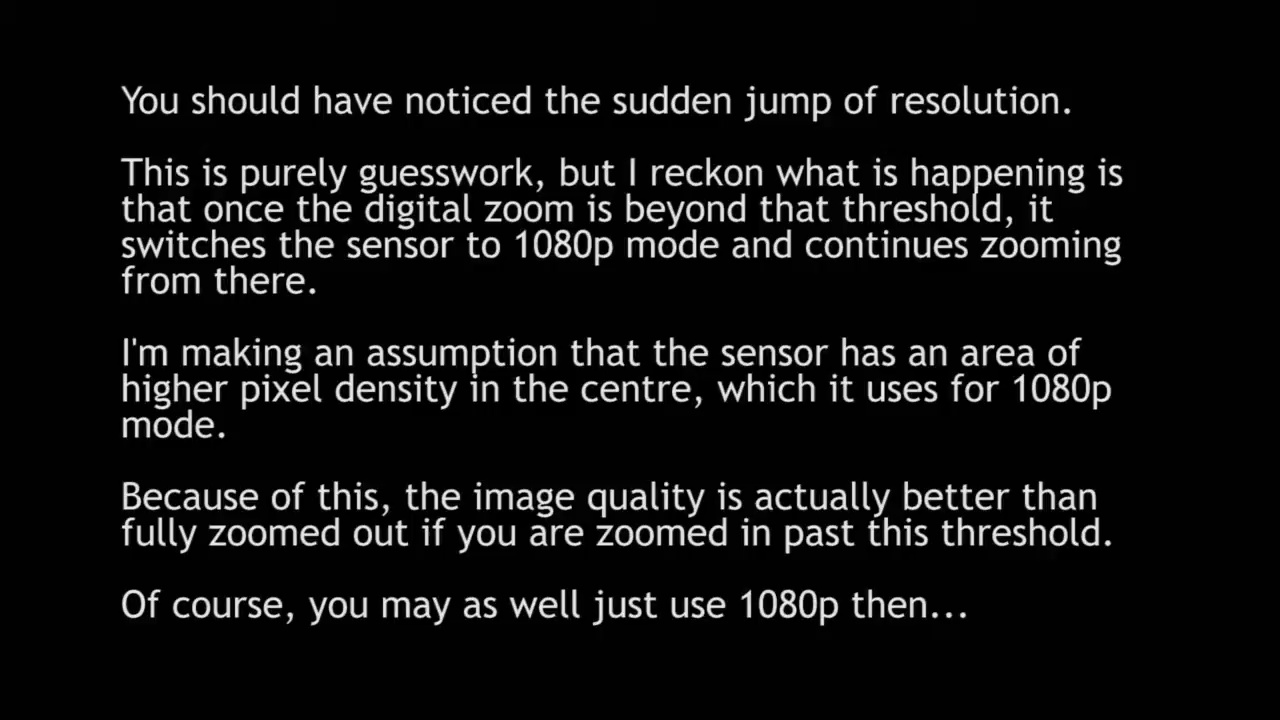 You should have noticed the sudden jump of resolution.
This is purely guesswork, but I reckon what is happening is
that once the digital zoom is beyond that threshold, it
switches the sensor to 1080p mode and continues zooming
from there.
I'm making an assumption that the sensor has an area of
higher pixel density in the centre, which it uses for 1080p
mode.
Because of this, the image quality is actually better than
fully zoomed out if you are zoomed in past this threshold.
Of course, you may as well just use 1080p then...